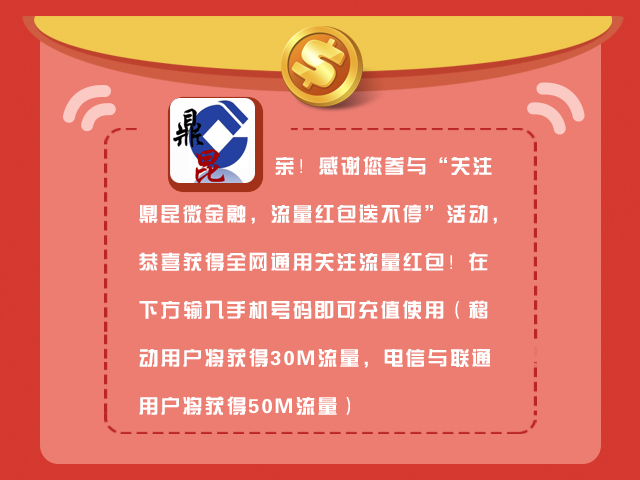 鼎
昆
亲！感谢您参与“关注
鼎昆微金融，流量红包送不停”活动，
恭喜获得全网通用关注流量红包！在
下方输入手机号码即可充值使用（移
动用户将获得30M流量，电信与联通
用户将获得50M流量）